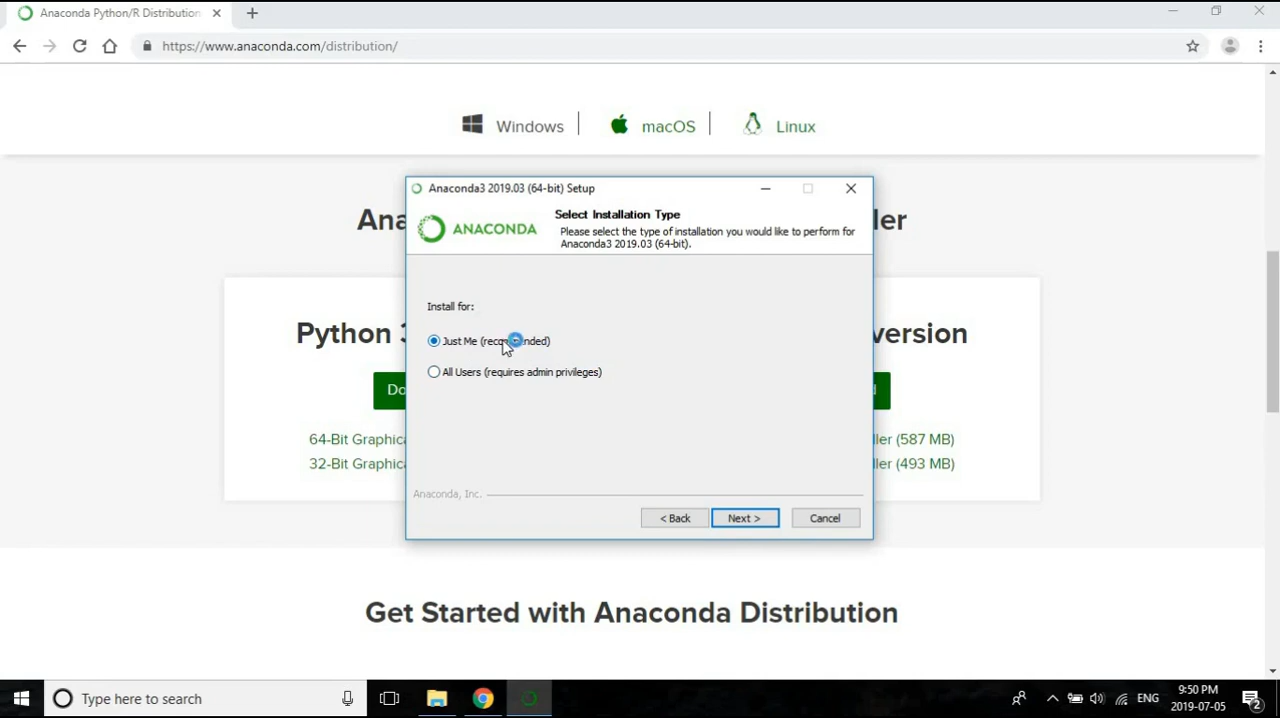 Anaconda Python/R Distribution
https://www.anaconda.com/distribution/
Windows
macOS
Linux
Anaconda3 2019.03 (64-bit) Setup
ANACONDA
Select Installation Type
Please select the type of installation you would like to perform for
Anaconda3 2019.03 (64-bit).
Install for:
Just Me (recommended)
All Users (requires admin privileges)
Anaconda, Inc.
< Back
Next >
Cancel
Ana
ler
Python 3
version
Do
64-Bit Graphica
ller (587 MB)
32-Bit Graphica
ller (493 MB)
Get Started with Anaconda Distribution
Type here to search
ENG
9:50 PM
2019-07-05
2